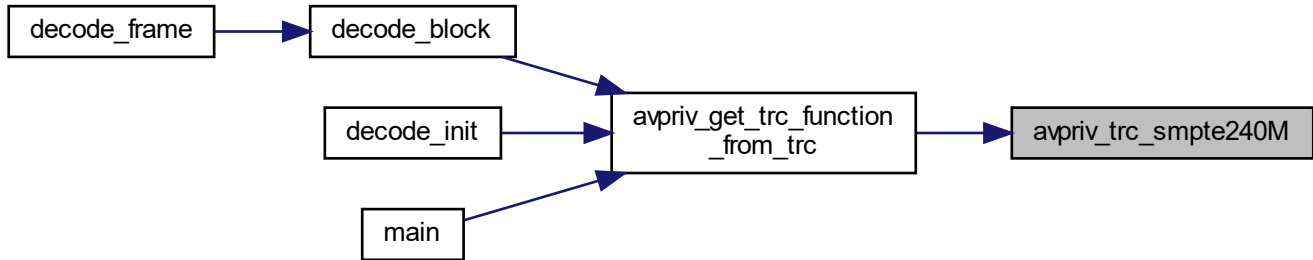 decode_frame
decode_block
decode_init
main
avpriv_get_trc_function
_from_trc
avpriv_trc_smpte240M